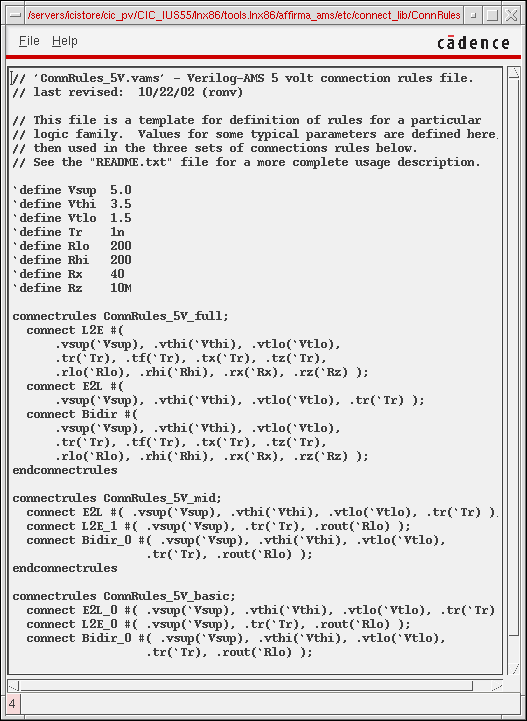 /servers/icistore/cic_pv/CIC_IUS55/lnx86/tools.lnx86/affirma_ams/etc/connect_lib/ConnRules
File Help
cādence
// 'ConnRules_5V.vams' - Verilog-AMS 5 volt connection rules file.
// last revised:  10/22/02 (ronv)

// This file is a template for definition of rules for a particular
// logic family.  Values for some typical parameters are defined here,
// then used in the three sets of connections rules below.
// See the "README.txt" file for a more complete usage description.

`define Vsup  5.0
`define Vthi  3.5
`define Vtlo  1.5
`define Tr    1n
`define Rlo   200
`define Rhi   200
`define Rx    40
`define Rz    10M

connectrules ConnRules_5V_full;
  connect L2E #(
      .vsup(`Vsup), .vthi(`Vthi), .vtlo(`Vtlo),
      .tr(`Tr), .tf(`Tr), .tx(`Tr), .tz(`Tr),
      .rlo(`Rlo), .rhi(`Rhi), .rx(`Rx), .rz(`Rz) );
  connect E2L #(
      .vsup(`Vsup), .vthi(`Vthi), .vtlo(`Vtlo), .tr(`Tr) );
  connect Bidir #(
      .vsup(`Vsup), .vthi(`Vthi), .vtlo(`Vtlo),
      .tr(`Tr), .tf(`Tr), .tx(`Tr), .tz(`Tr),
      .rlo(`Rlo), .rhi(`Rhi), .rx(`Rx), .rz(`Rz) );
endconnectrules

connectrules ConnRules_5V_mid;
  connect E2L #( .vsup(`Vsup), .vthi(`Vthi), .vtlo(`Vtlo), .tr(`Tr) )
  connect L2E_1 #( .vsup(`Vsup), .tr(`Tr), .rout(`Rlo) );
  connect Bidir_0 #( .vsup(`Vsup), .vthi(`Vthi), .vtlo(`Vtlo),
                   .tr(`Tr), .rout(`Rlo) );
endconnectrules

connectrules ConnRules_5V_basic;
  connect E2L_0 #( .vsup(`Vsup), .vthi(`Vthi), .vtlo(`Vtlo), .tr(`Tr)
  connect L2E_0 #( .vsup(`Vsup), .tr(`Tr), .rout(`Rlo) );
  connect Bidir_0 #( .vsup(`Vsup), .vthi(`Vthi), .vtlo(`Vtlo),
                   .tr(`Tr), .rout(`Rlo) );
4